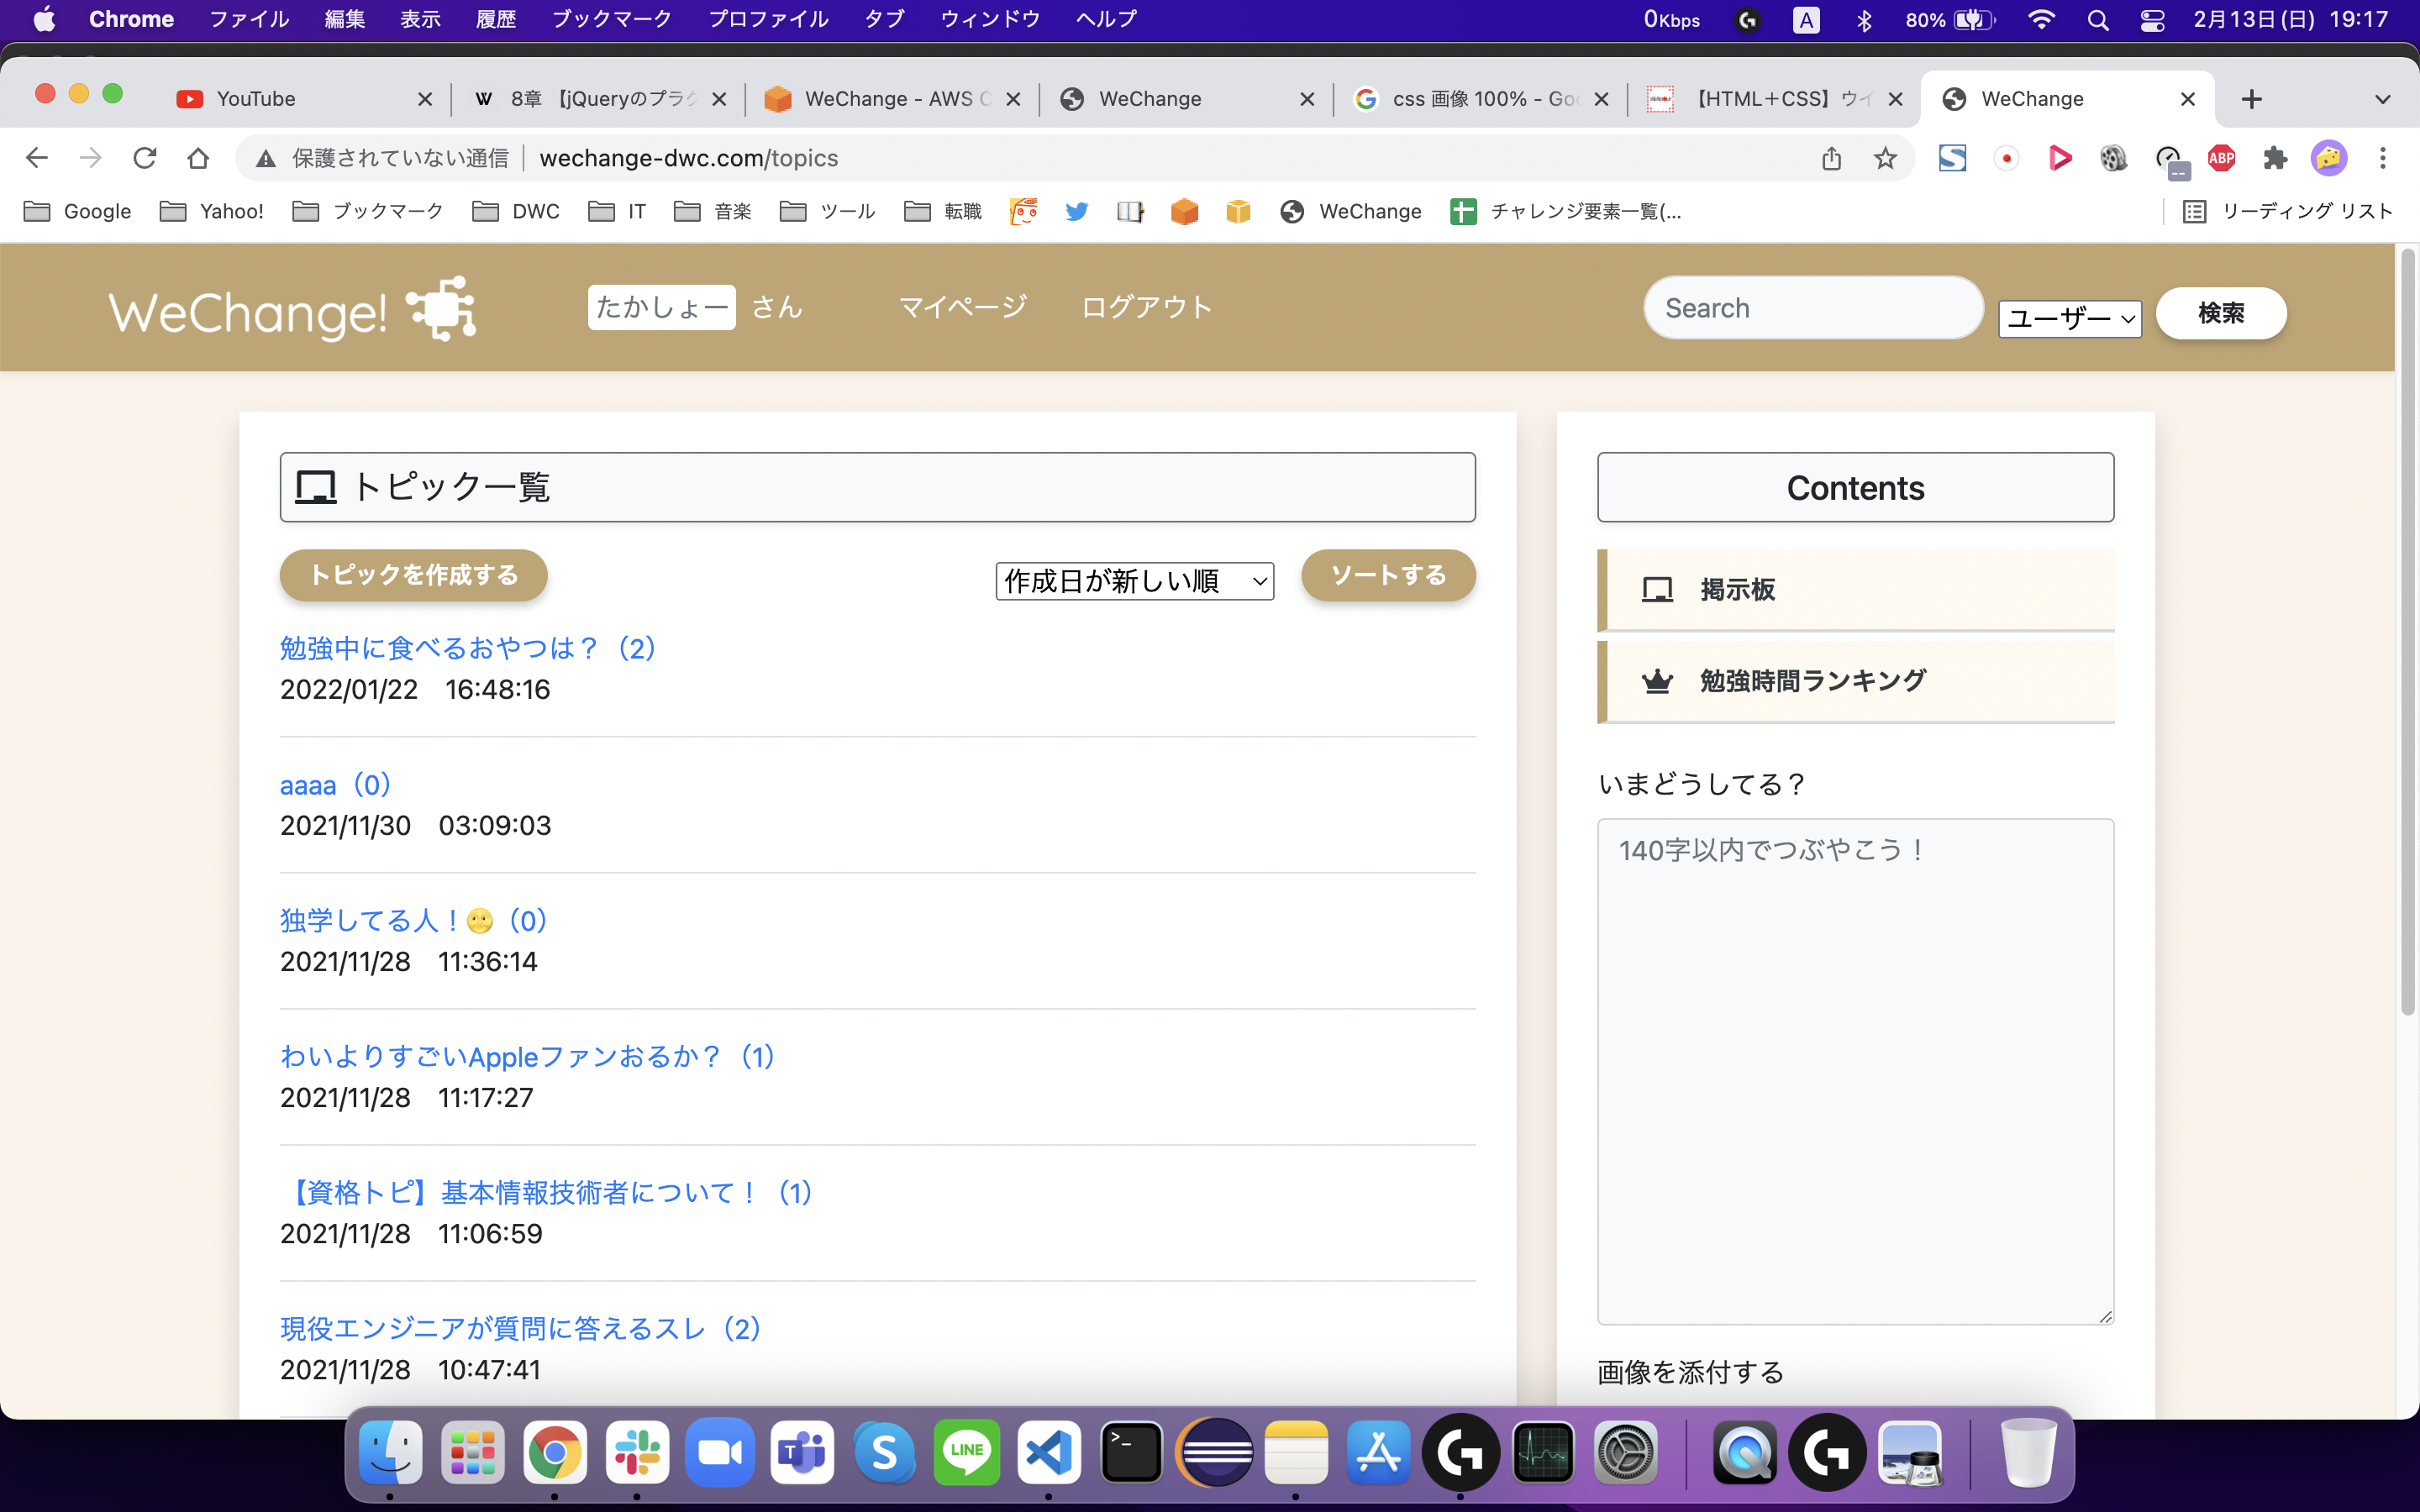 Chrome ファイル 編集 表示 履歴 ブックマーク プロファイル タブ ウィンドウ ヘルプ 0Kbps A 80% 2月13日(日) 19:17
YouTube 8章 【jQueryのプラグ WeChange - AWS C WeChange css 画像 100% - Goo 【HTML＋CSS】ウイ WeChange
保護されていない通信 wechange-dwc.com/topics ABP
Google Yahoo! ブックマーク DWC IT 音楽 ツール 転職 WeChange チャレンジ要素一覧(... リーディング リスト
WeChange! たかしょー さん マイページ ログアウト Search ユーザー 検索
トピック一覧
トピックを作成する 作成日が新しい順 ソートする
勉強中に食べるおやつは？（2）
2022/01/22 16:48:16
aaaa（0）
2021/11/30 03:09:03
独学してる人！🌝（0）
2021/11/28 11:36:14
わいよりすごいAppleファンおるか？（1）
2021/11/28 11:17:27
【資格トピ】基本情報技術者について！（1）
2021/11/28 11:06:59
現役エンジニアが質問に答えるスレ（2）
2021/11/28 10:47:41
Contents
掲示板
勉強時間ランキング
いまどうしてる？
140字以内でつぶやこう！
画像を添付する
LINE